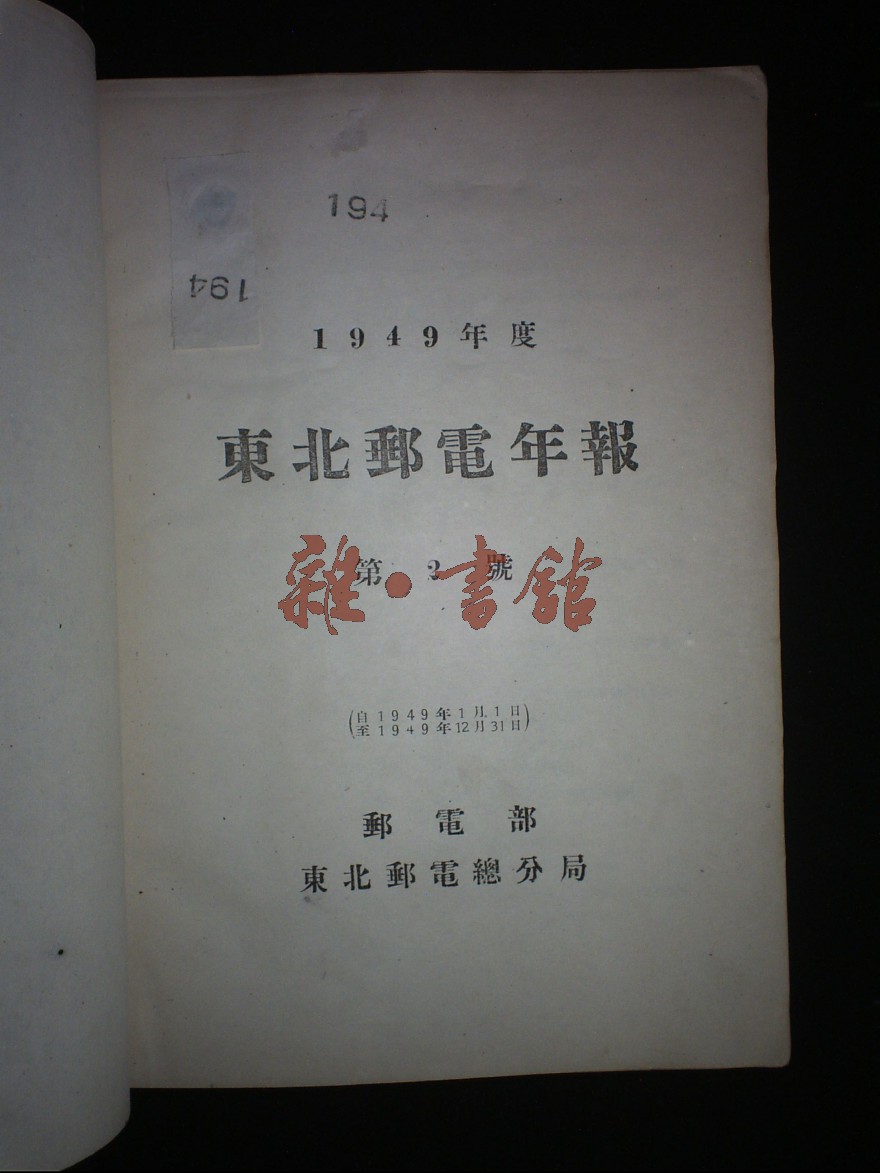 194
194
1949年度
東北郵電年報
第2號
雜·書館
(自1949年1月1日
至1949年12月31日)
郵電部
東北郵電總分局